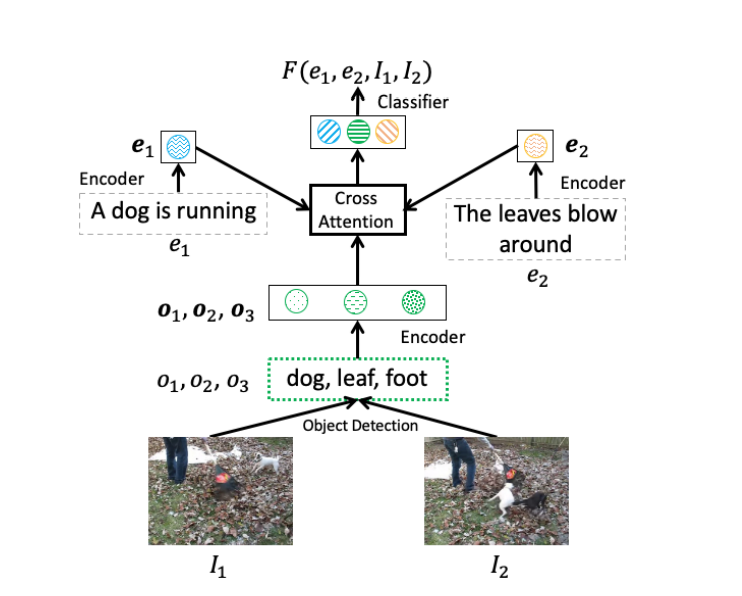 F(e₁, e₂, I₁, I₂)
Classifier
e₁
e₂
Encoder
Encoder
A dog is running
Cross
Attention
The leaves blow
around
e₁
e₂
o₁, o₂, o₃
Encoder
o₁, o₂, o₃
dog, leaf, foot
Object Detection
I₁
I₂